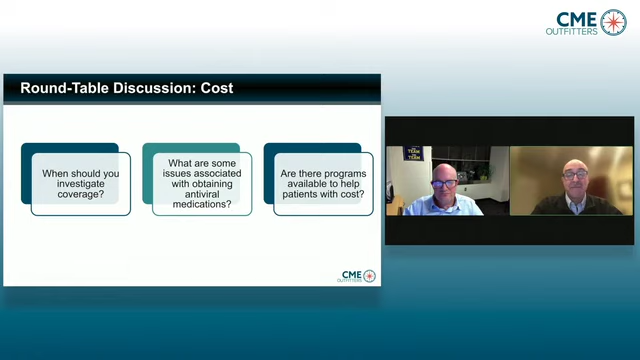 CME
OUTFITTERS
Round-Table Discussion: Cost
When should you
investigate
coverage?
What are some
issues associated
with obtaining
antiviral
medications?
Are there programs
available to help
patients with cost?
CME
OUTFITTERS